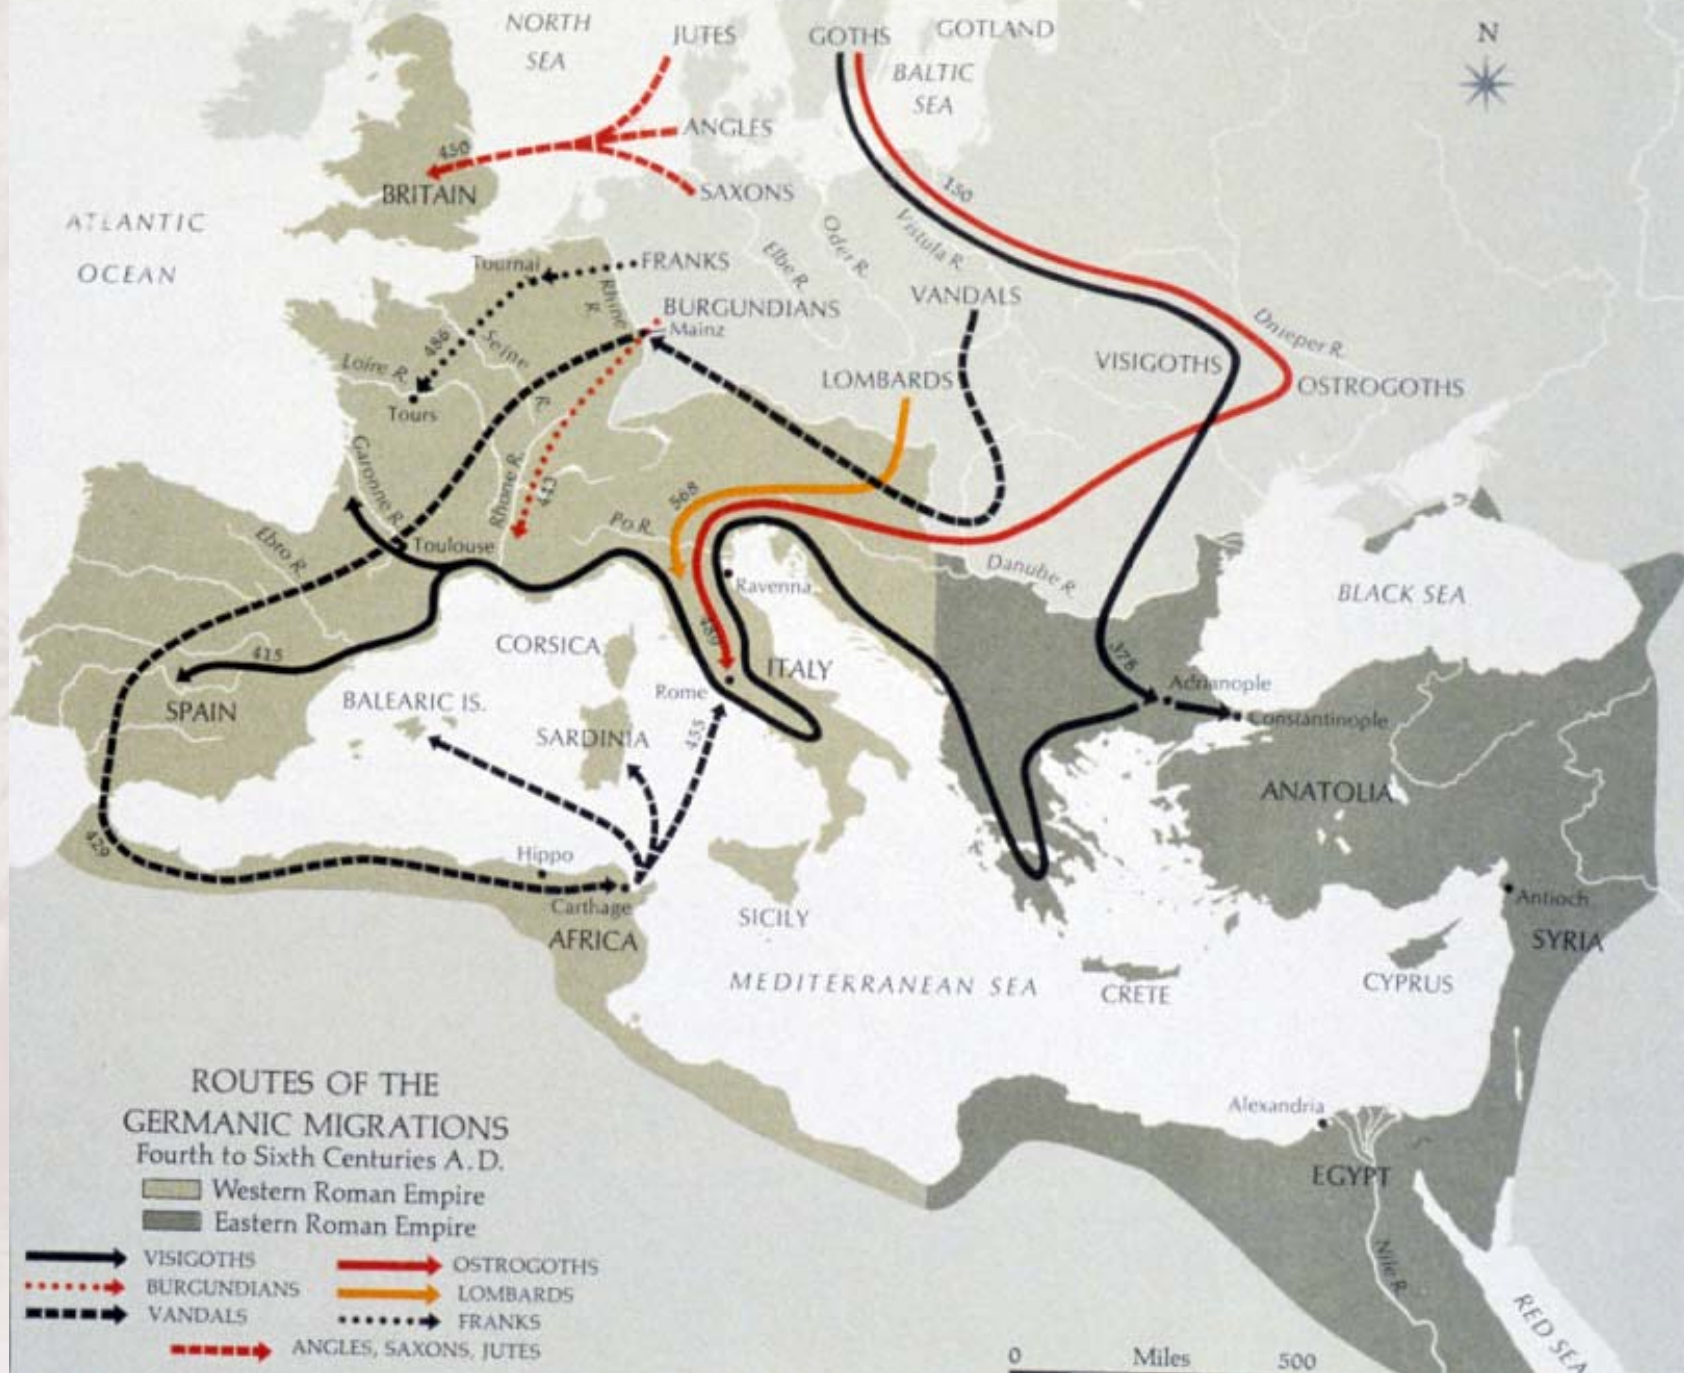 NORTH
SEA
JUTES
GOTHS
GOTLAND
BALTIC
SEA
N
ANGLES
450
BRITAIN
SAXONS
150
ATLANTIC
OCEAN
Vistula R.
Oder R.
Elbe R.
Tournai
FRANKS
Rhine
R.
VANDALS
BURGUNDIANS
Mainz
Dnieper R.
486
Seine
R.
Loire R.
VISIGOTHS
LOMBARDS
OSTROGOTHS
Tours
Garonne R.
Rhone R.
443
568
Po R.
Ebro R.
Toulouse
Danube R.
Ravenna
BLACK SEA
CORSICA
489
415
378
ITALY
Rome
Adrianople
SPAIN
BALEARIC IS.
Constantinople
SARDINIA
455
ANATOLIA
429
Hippo
Carthage
AFRICA
SICILY
Antioch
SYRIA
MEDITERRANEAN SEA
CRETE
CYPRUS
ROUTES OF THE
GERMANIC MIGRATIONS
Fourth to Sixth Centuries A.D.
Western Roman Empire
Eastern Roman Empire
VISIGOTHS
OSTROGOTHS
BURGUNDIANS
LOMBARDS
VANDALS
FRANKS
ANGLES, SAXONS, JUTES
Alexandria
EGYPT
Nile R.
RED SEA
0 Miles 500